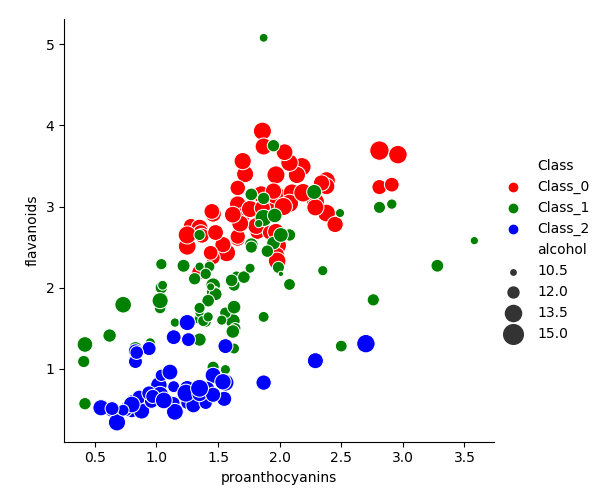 5
4
3
2
1
flavanoids
0.5 1.0 1.5 2.0 2.5 3.0 3.5
proanthocyanins
Class
Class_0
Class_1
Class_2
alcohol
10.5
12.0
13.5
15.0